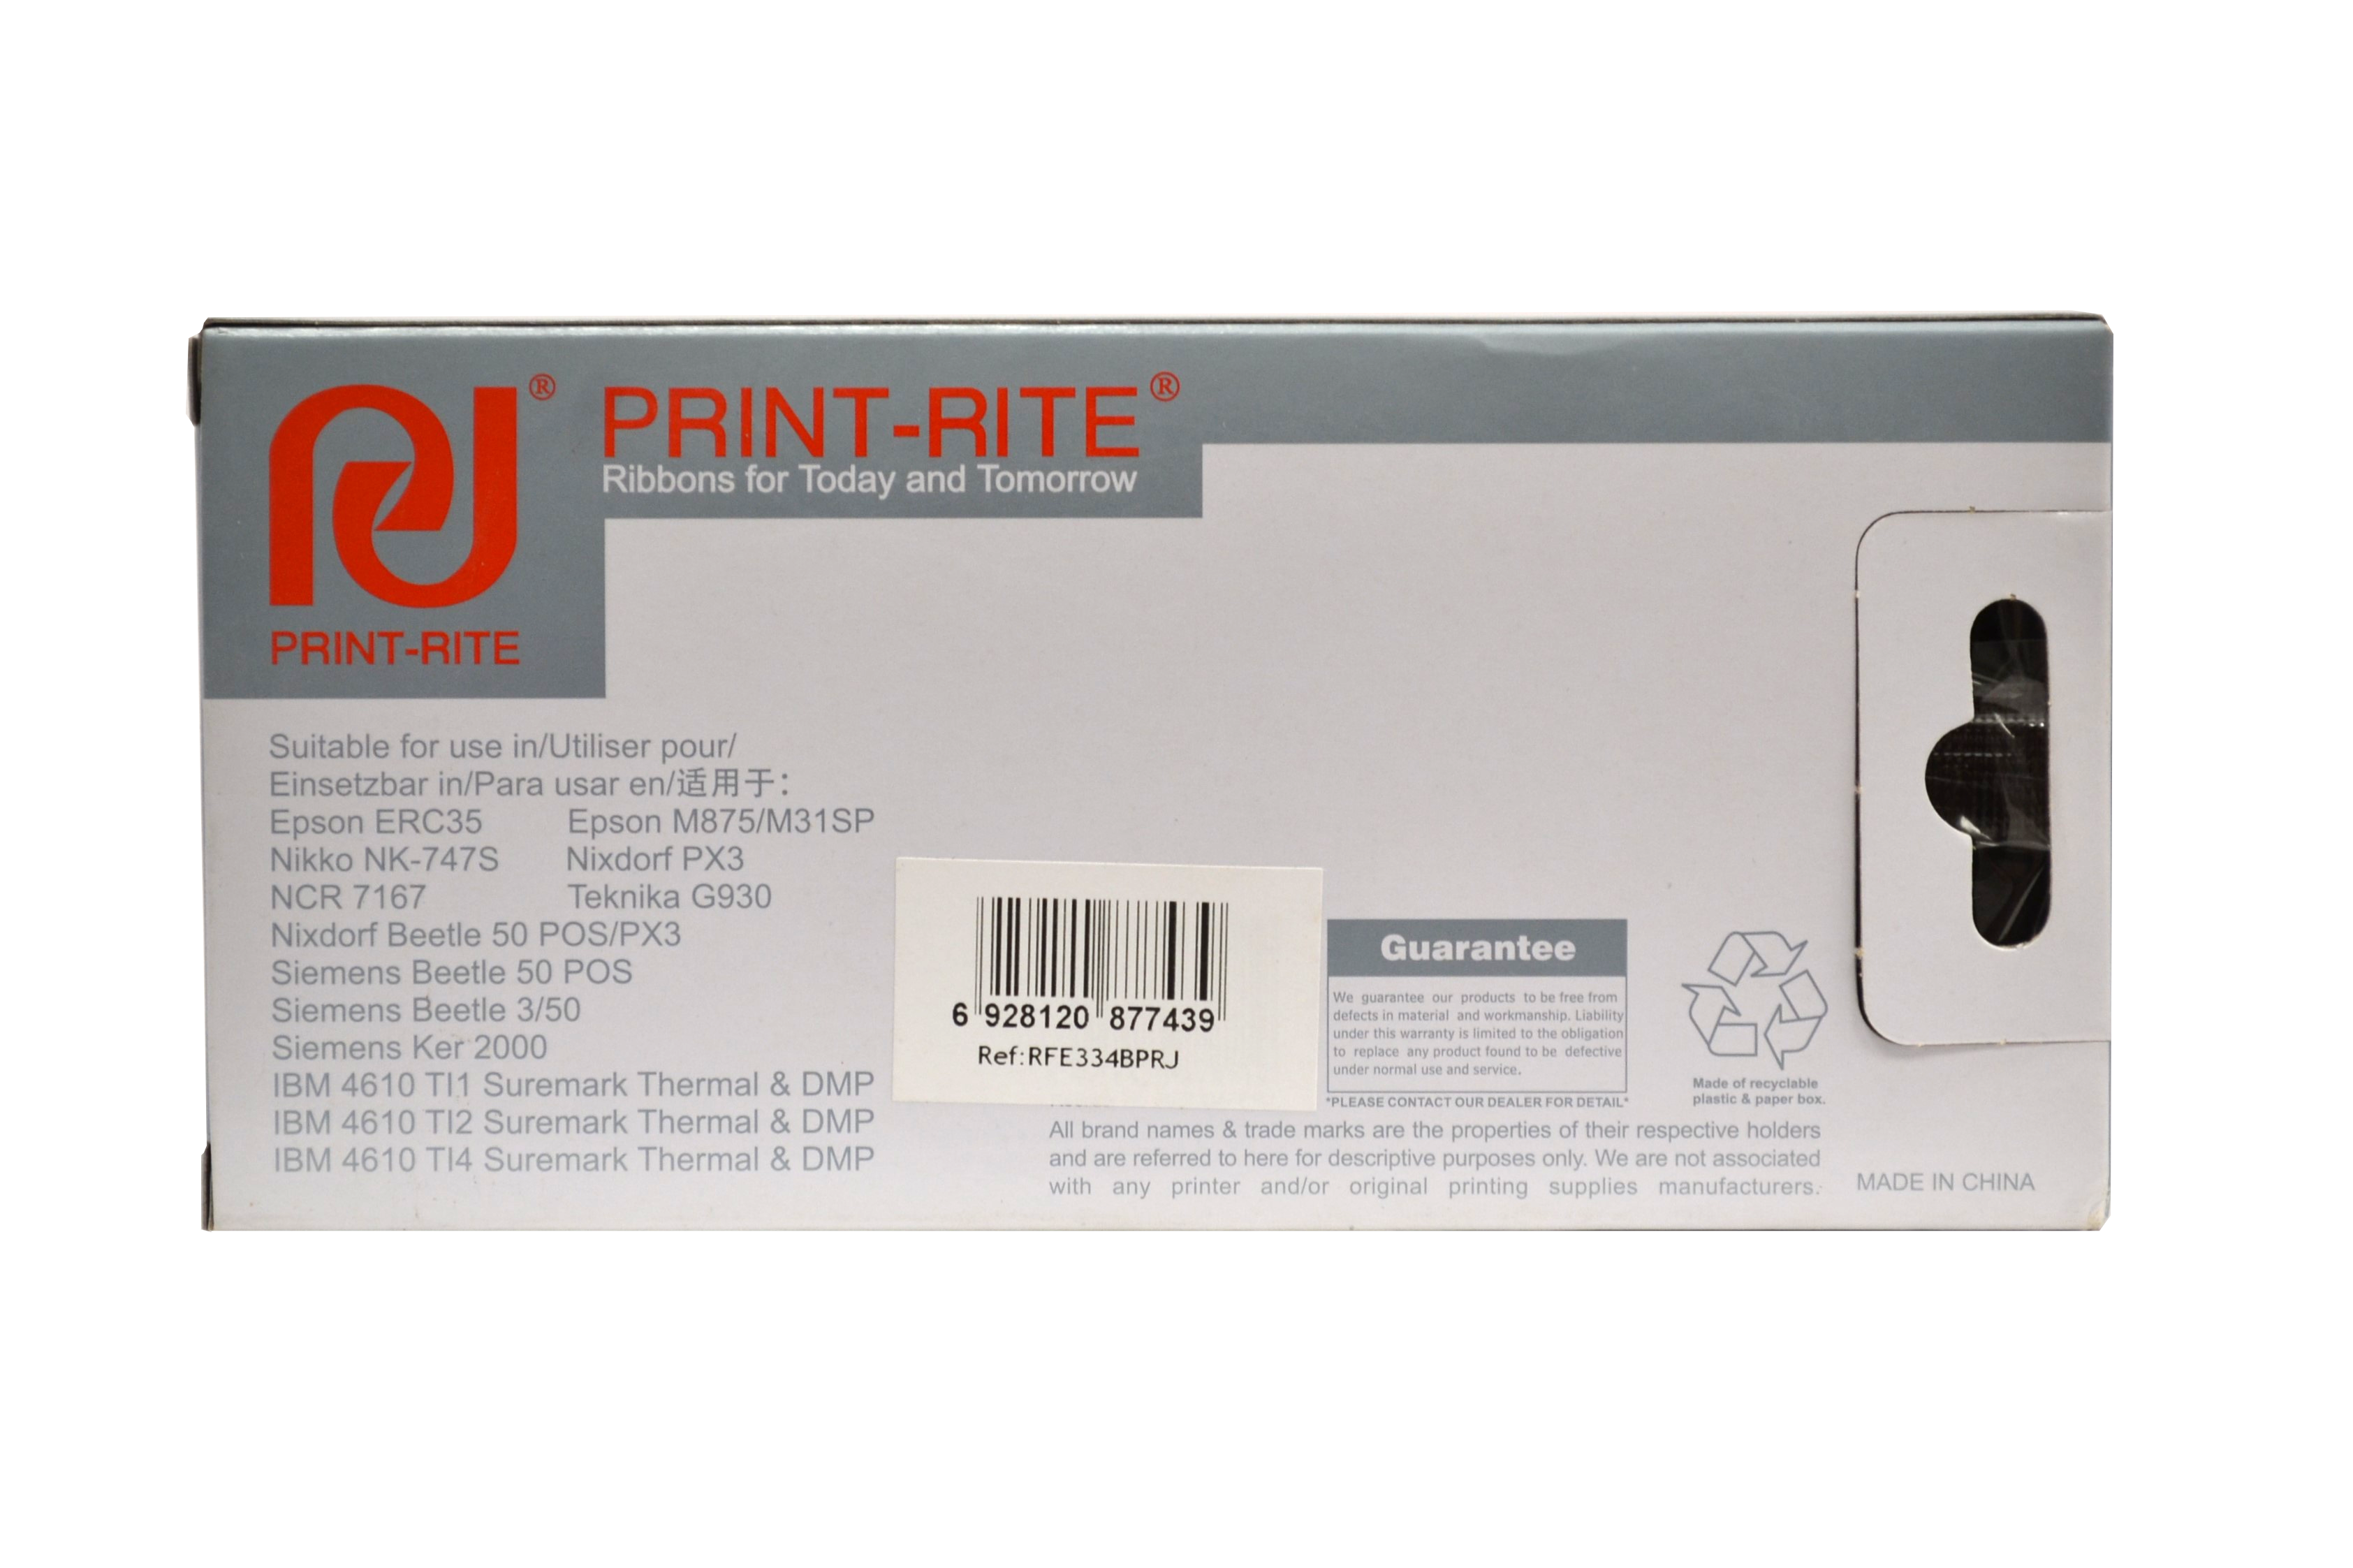 ®
PRINT-RITE®
Ribbons for Today and Tomorrow
PRINT-RITE
Suitable for use in/Utiliser pour/
Einsetzbar in/Para usar en/适用于:
Epson ERC35 Epson M875/M31SP
Nikko NK-747S Nixdorf PX3
NCR 7167 Teknika G930
Nixdorf Beetle 50 POS/PX3
Siemens Beetle 50 POS
Siemens Beetle 3/50
Siemens Ker 2000
IBM 4610 TI1 Suremark Thermal & DMP
IBM 4610 TI2 Suremark Thermal & DMP
IBM 4610 TI4 Suremark Thermal & DMP
6 928120 877439
Ref:RFE334BPRJ
Guarantee
We guarantee our products to be free from
defects in material and workmanship. Liability
under this warranty is limited to the obligation
to replace any product found to be defective
under normal use and service.
*PLEASE CONTACT OUR DEALER FOR DETAIL*
Made of recyclable
plastic & paper box.
All brand names & trade marks are the properties of their respective holders
and are referred to here for descriptive purposes only. We are not associated
with any printer and/or original printing supplies manufacturers.
MADE IN CHINA